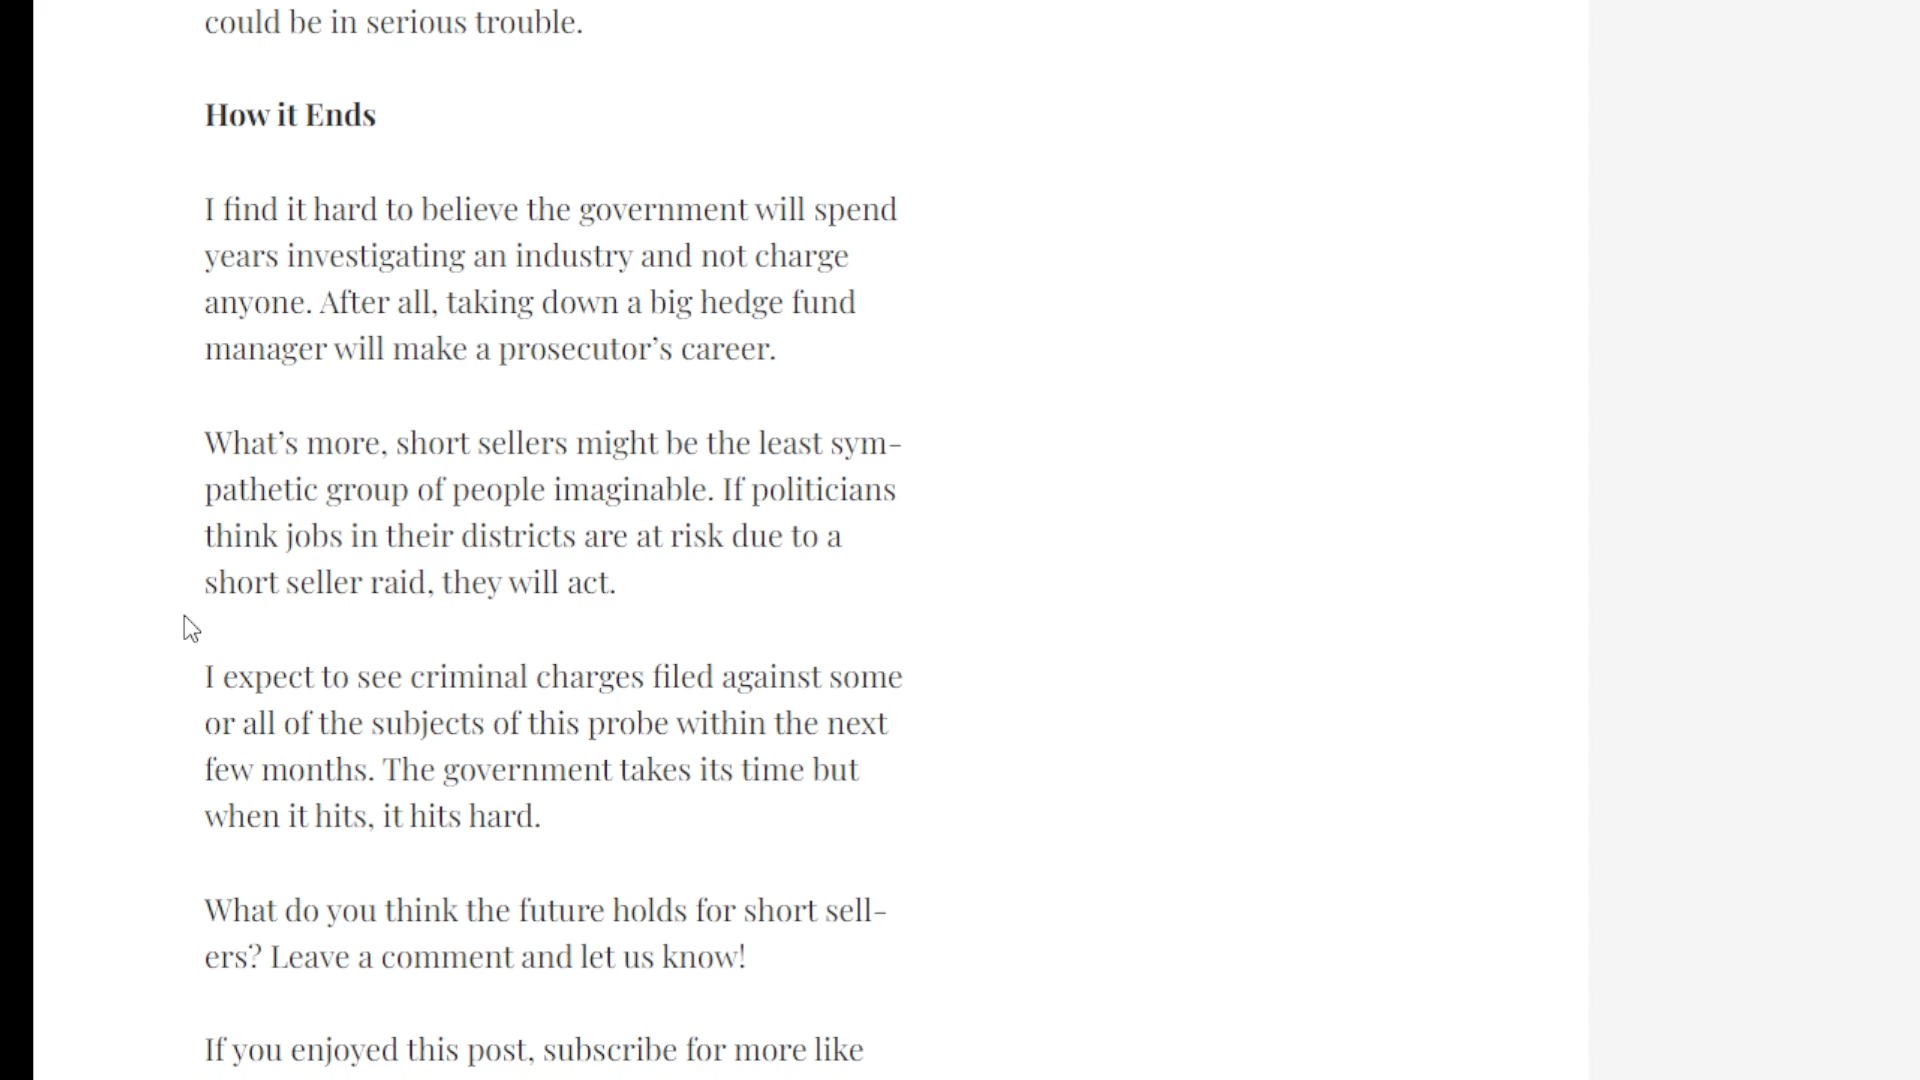 could be in serious trouble.
How it Ends
I find it hard to believe the government will spend
years investigating an industry and not charge
anyone. After all, taking down a big hedge fund
manager will make a prosecutor’s career.
What’s more, short sellers might be the least sym-
pathetic group of people imaginable. If politicians
think jobs in their districts are at risk due to a
short seller raid, they will act.
I expect to see criminal charges filed against some
or all of the subjects of this probe within the next
few months. The government takes its time but
when it hits, it hits hard.
What do you think the future holds for short sell-
ers? Leave a comment and let us know!
If you enjoyed this post, subscribe for more like